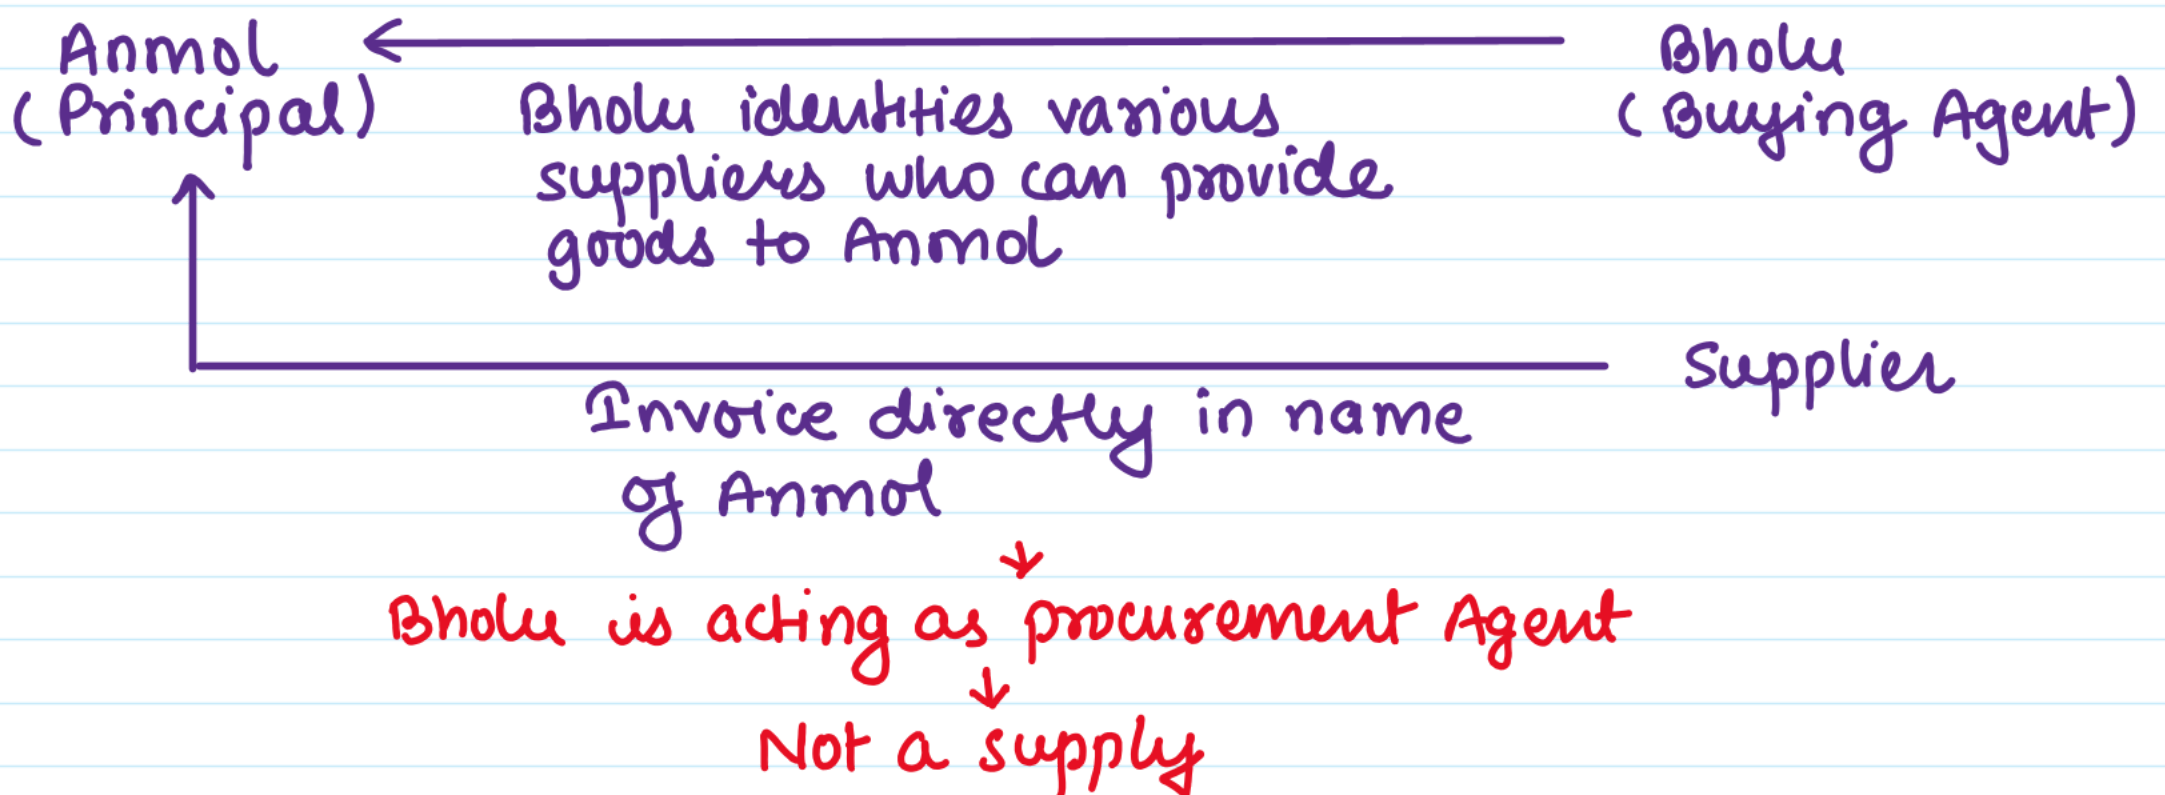 Anmol
(Principal)
Bholu
(Buying Agent)
Bholu identities various
suppliers who can provide
goods to Anmol
Supplier
Invoice directly in name
of Anmol
Bholu is acting as procurement Agent
Not a supply